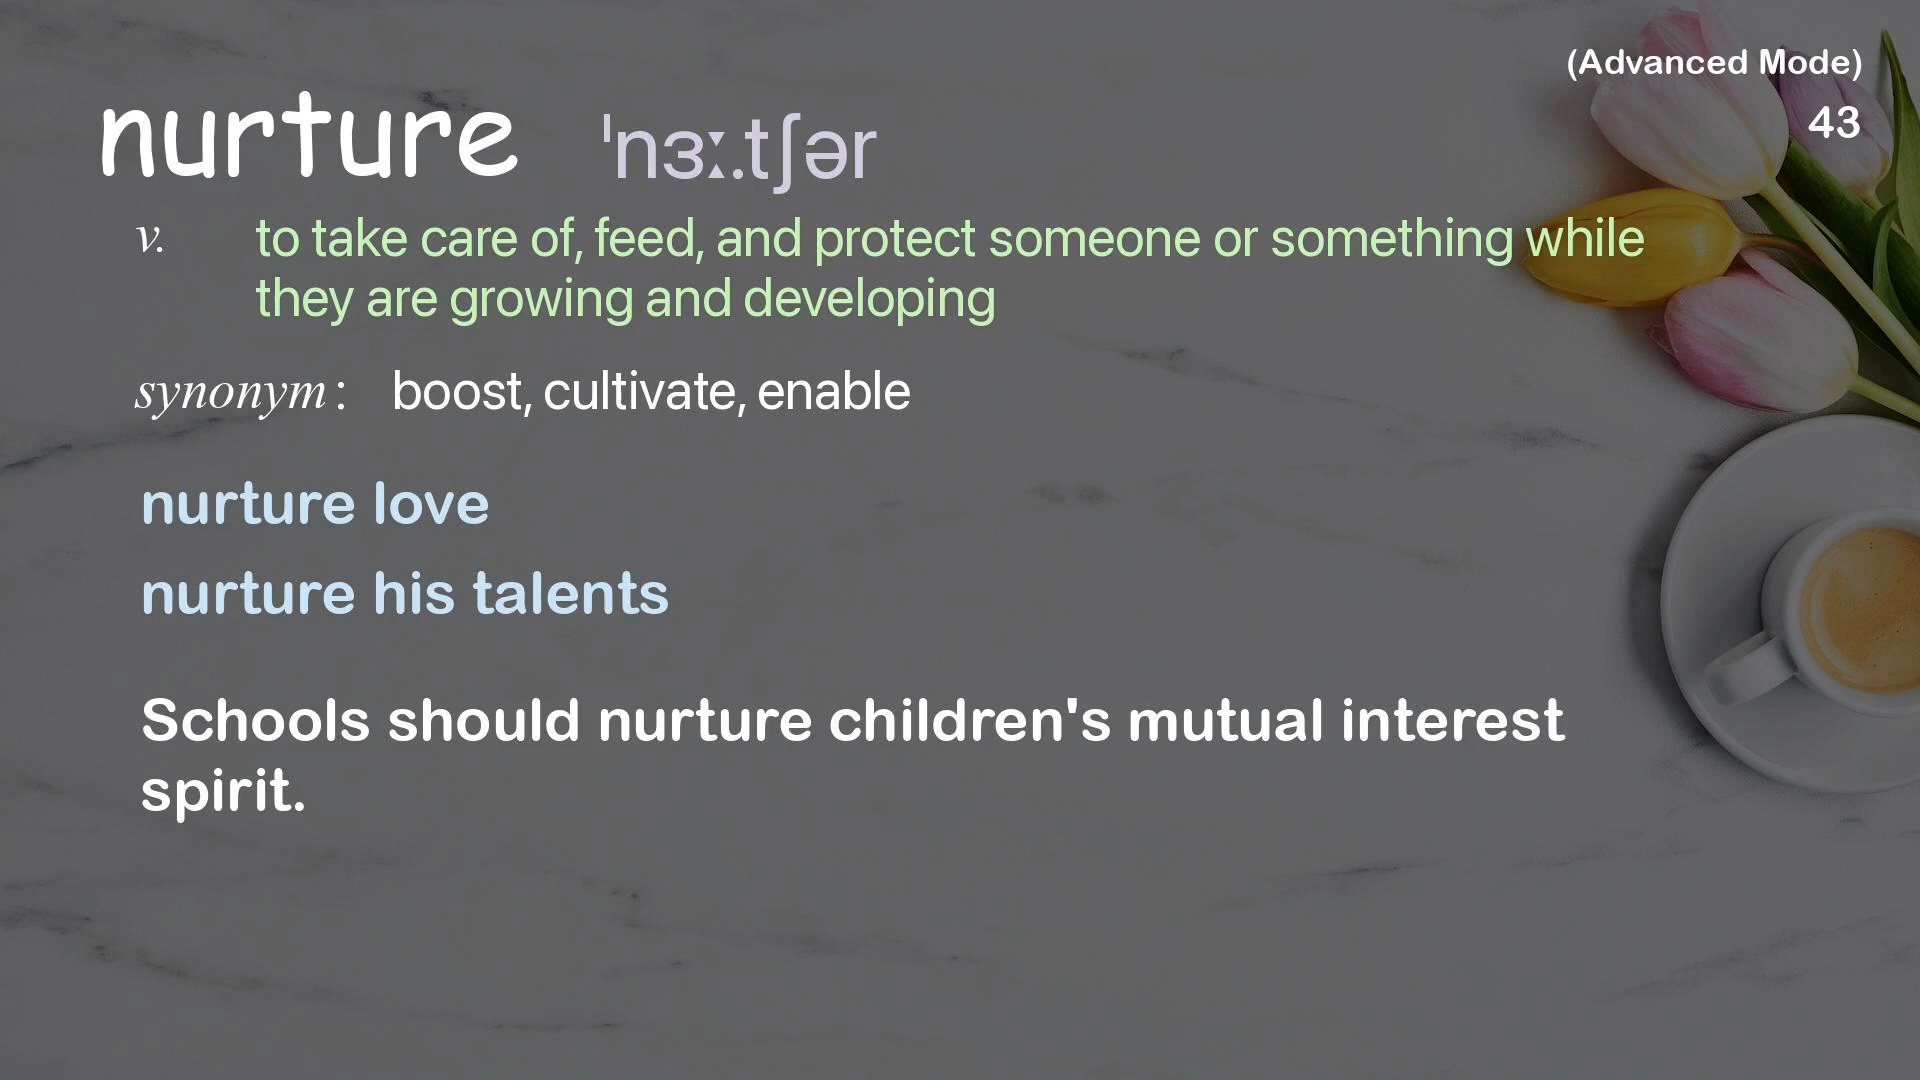 (Advanced Mode)
nurture ˈnɜː.tʃər
43
v. to take care of, feed, and protect someone or something while
they are growing and developing
synonym: boost, cultivate, enable
nurture love
nurture his talents
Schools should nurture children's mutual interest
spirit.